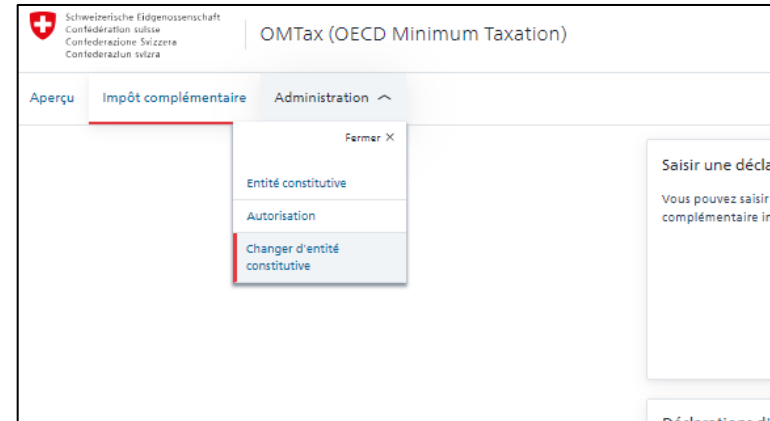 Schweizerische Eidgenossenschaft
Confédération suisse
Confederazione Svizzera
Confederaziun svizra
OMTax (OECD Minimum Taxation)
Aperçu Impôt complémentaire Administration
Fermer ×
Entité constitutive
Autorisation
Changer d'entité
constitutive
Saisir une décla
Vous pouvez saisir
complémentaire in